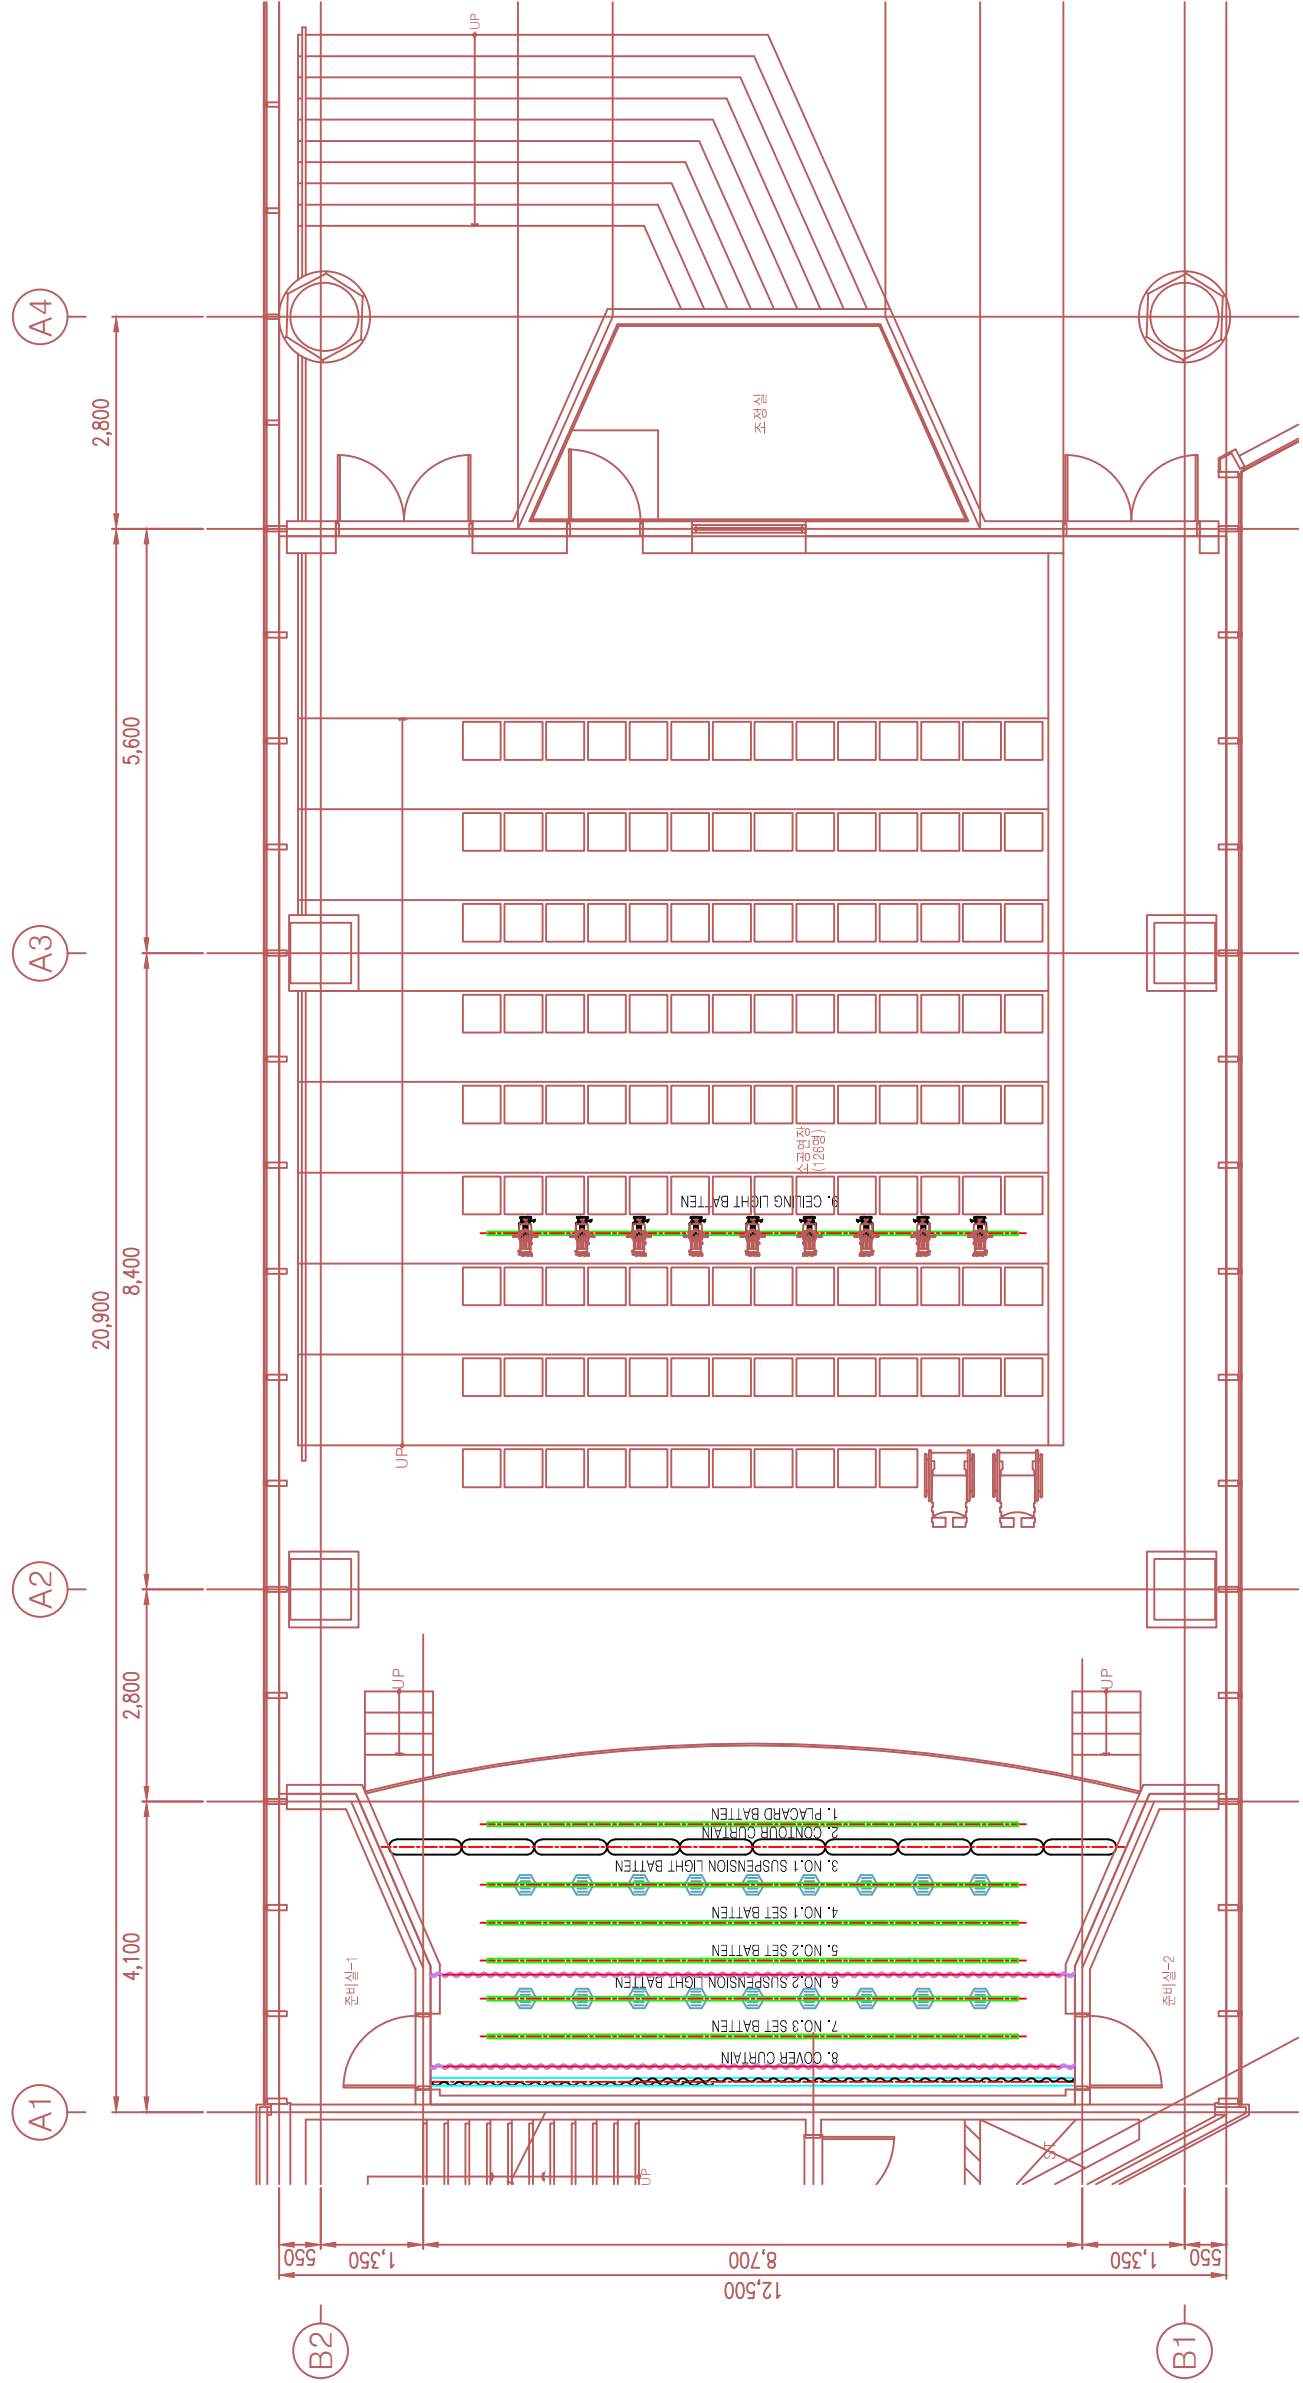 UP
A4
2,800
조정실
5,600
A3
소공연장
(126명)
9. CEILING LIGHT BATTEN
8,400
20,900
UP
A2
2,800
UP
UP
1. PLACARD BATTEN
2. CONTOUR CURTAIN
3. NO.1 SUSPENSION LIGHT BATTEN
4. NO.1 SET BATTEN
5. NO.2 SET BATTEN
6. NO.2 SUSPENSION LIGHT BATTEN
7. NO.3 SET BATTEN
8. COVER CURTAIN
4,100
준비실-1
준비실-2
A1
UP
ST
550
1,350
8,700
1,350
550
12,500
B2
B1